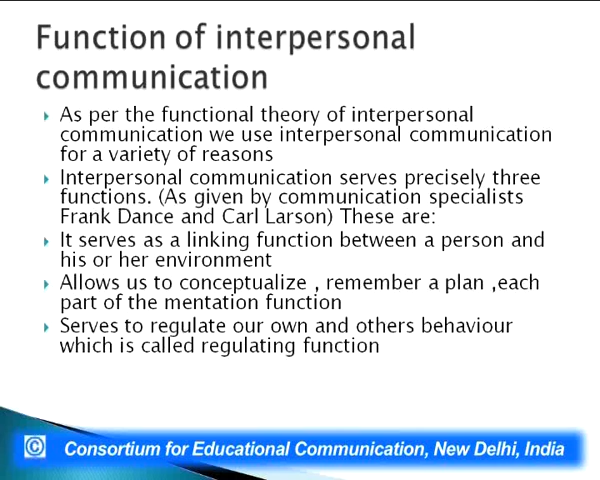 Function of interpersonal
communication
As per the functional theory of interpersonal
communication we use interpersonal communication
for a variety of reasons
Interpersonal communication serves precisely three
functions. (As given by communication specialists
Frank Dance and Carl Larson) These are:
It serves as a linking function between a person and
his or her environment
Allows us to conceptualize , remember a plan ,each
part of the mentation function
Serves to regulate our own and others behaviour
which is called regulating function
© Consortium for Educational Communication, New Delhi, India